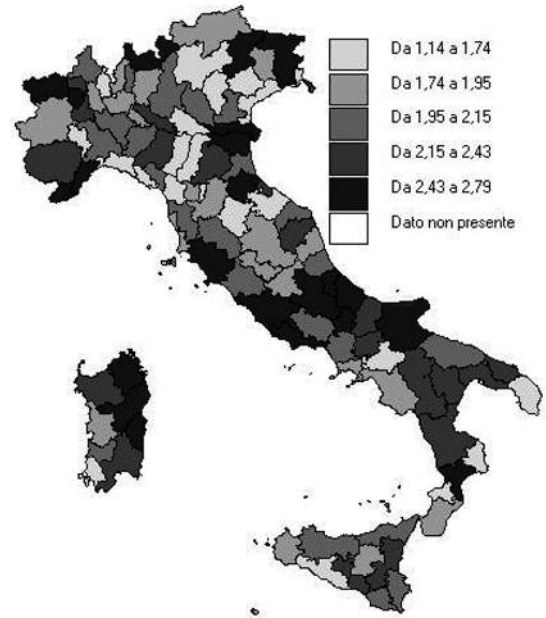 Da 1,14 a 1,74
Da 1,74 a 1,95
Da 1,95 a 2,15
Da 2,15 a 2,43
Da 2,43 a 2,79
Dato non presente